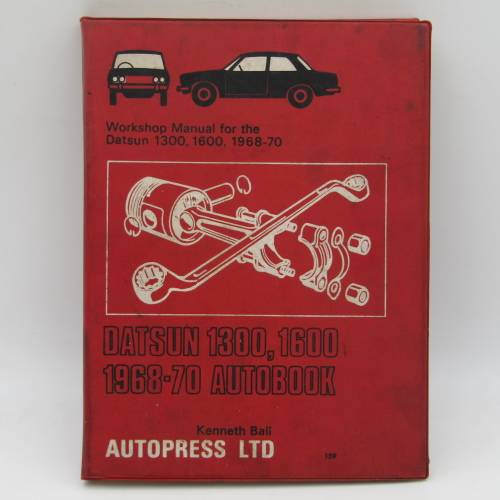 Workshop Manual for the
Datsun 1300, 1600, 1968-70
DATSUN 1300, 1600
1968-70 AUTOBOOK
Kenneth Ball
AUTOPRESS LTD